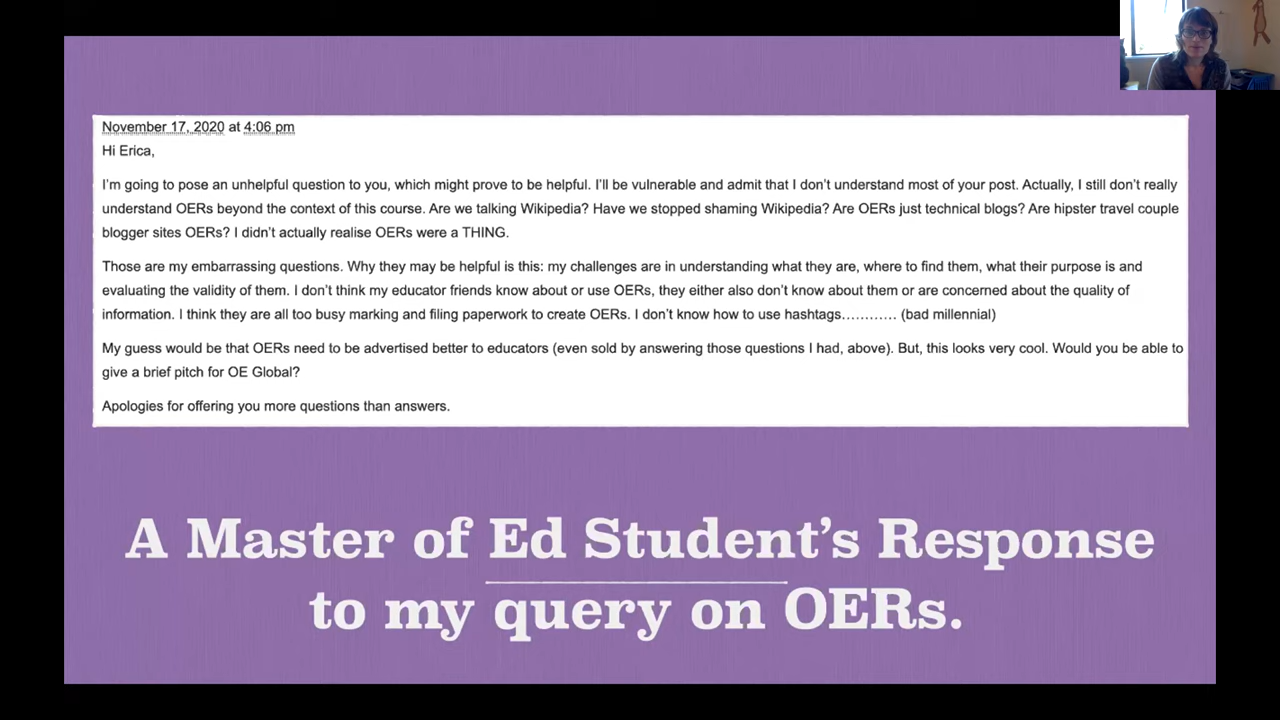 November 17, 2020 at 4:06 pm
Hi Erica,
I'm going to pose an unhelpful question to you, which might prove to be helpful. I'll be vulnerable and admit that I don't understand most of your post. Actually, I still don't really
understand OERs beyond the context of this course. Are we talking Wikipedia? Have we stopped shaming Wikipedia? Are OERs just technical blogs? Are hipster travel couple
blogger sites OERs? I didn't actually realise OERs were a THING.
Those are my embarrassing questions. Why they may be helpful is this: my challenges are in understanding what they are, where to find them, what their purpose is and
evaluating the validity of them. I don't think my educator friends know about or use OERs, they either also don't know about them or are concerned about the quality of
information. I think they are all too busy marking and filing paperwork to create OERs. I don't know how to use hashtags………… (bad millennial)
My guess would be that OERs need to be advertised better to educators (even sold by answering those questions I had, above). But, this looks very cool. Would you be able to
give a brief pitch for OE Global?
Apologies for offering you more questions than answers.
A Master of Ed Student's Response
to my query on OERs.